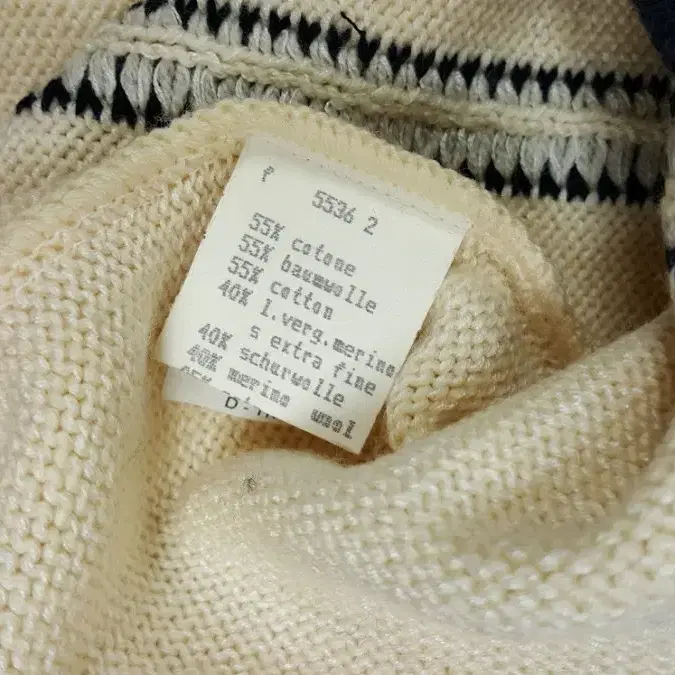 f 5536 2
55% cotone
55% baumwolle
55% cotton
40% l.verg.merino
s extra fine
40% schurwolle
40% merino wool